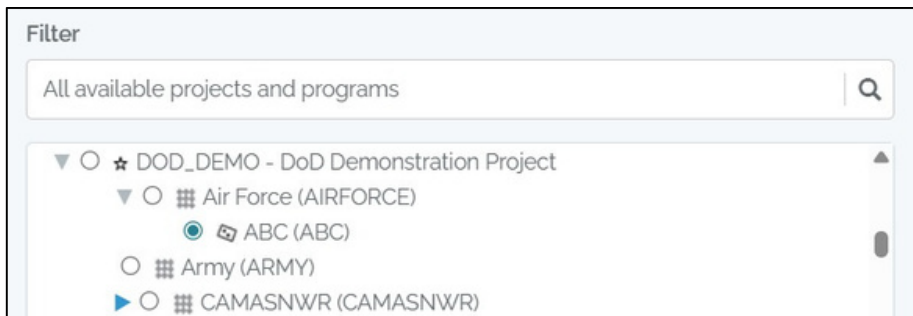 Filter
All available projects and programs
DOD_DEMO - DoD Demonstration Project
Air Force (AIRFORCE)
ABC (ABC)
Army (ARMY)
CAMASNWR (CAMASNWR)